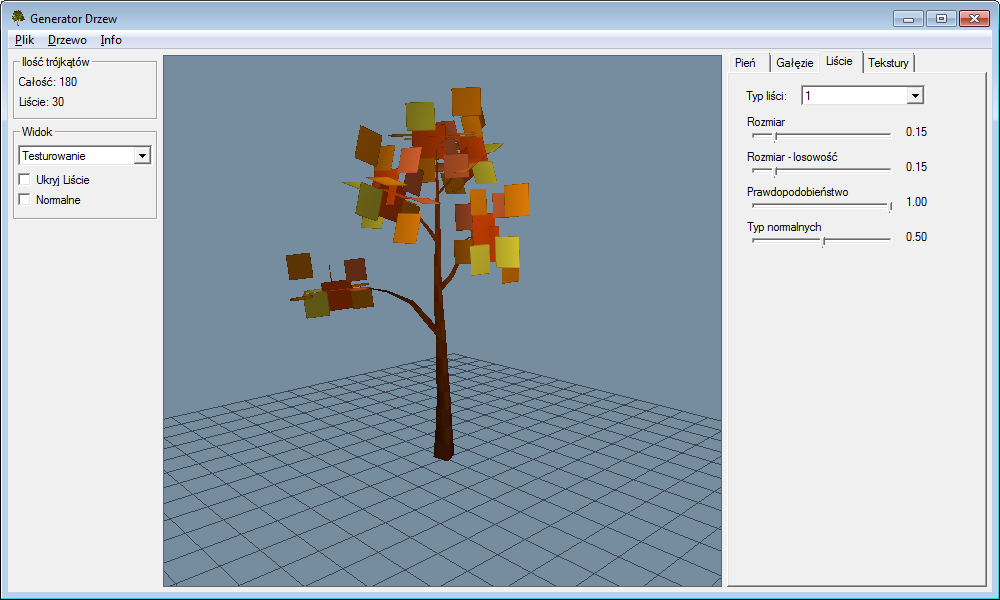 Generator Drzew
Plik Drzewo Info
Ilość trójkątów
Całość: 180
Liście: 30
Widok
Testurowanie
Ukryj Liście
Normalne
Pień Gałęzie Liście Tekstury
Typ liści: 1
Rozmiar
0.15
Rozmiar - losowość
0.15
Prawdopodobieństwo
1.00
Typ normalnych
0.50